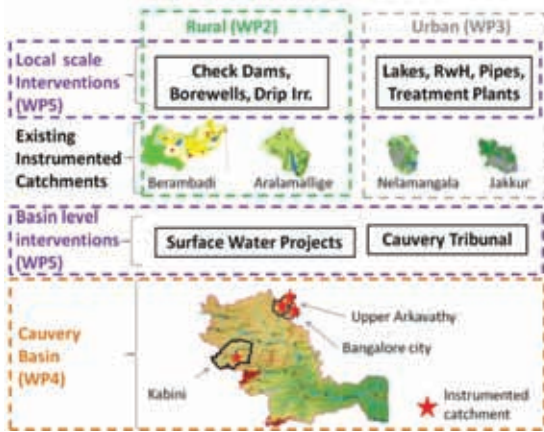 Rural (WP2)
Urban (WP3)
Local scale
Interventions
(WP5)
Check Dams,
Borewells, Drip Irr.
Lakes, RwH, Pipes,
Treatment Plants
Existing
Instrumented
Catchments
Berambadi
Aralamallige
Nelamangala
Jakkur
Basin level
interventions
(WP5)
Surface Water Projects
Cauvery Tribunal
Cauvery
Basin
(WP4)
Upper Arkavathy
Bangalore city
Kabini
Instrumented
catchment